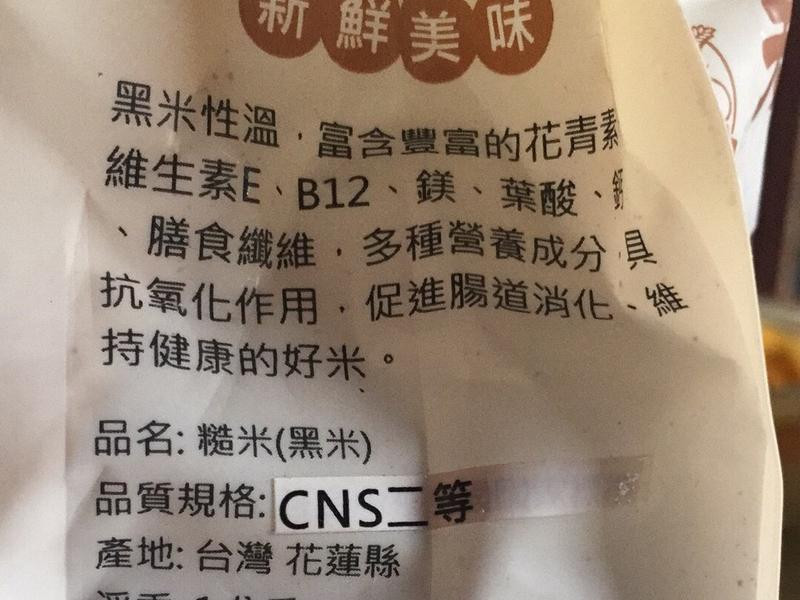 新鮮美味
黑米性溫，富含豐富的花青素
維生素E、B12、鎂、葉酸、鈣
、膳食纖維，多種營養成分，具
抗氧化作用，促進腸道消化、維
持健康的好米。
品名: 糙米(黑米)
品質規格: CNS二等
產地: 台灣 花蓮縣